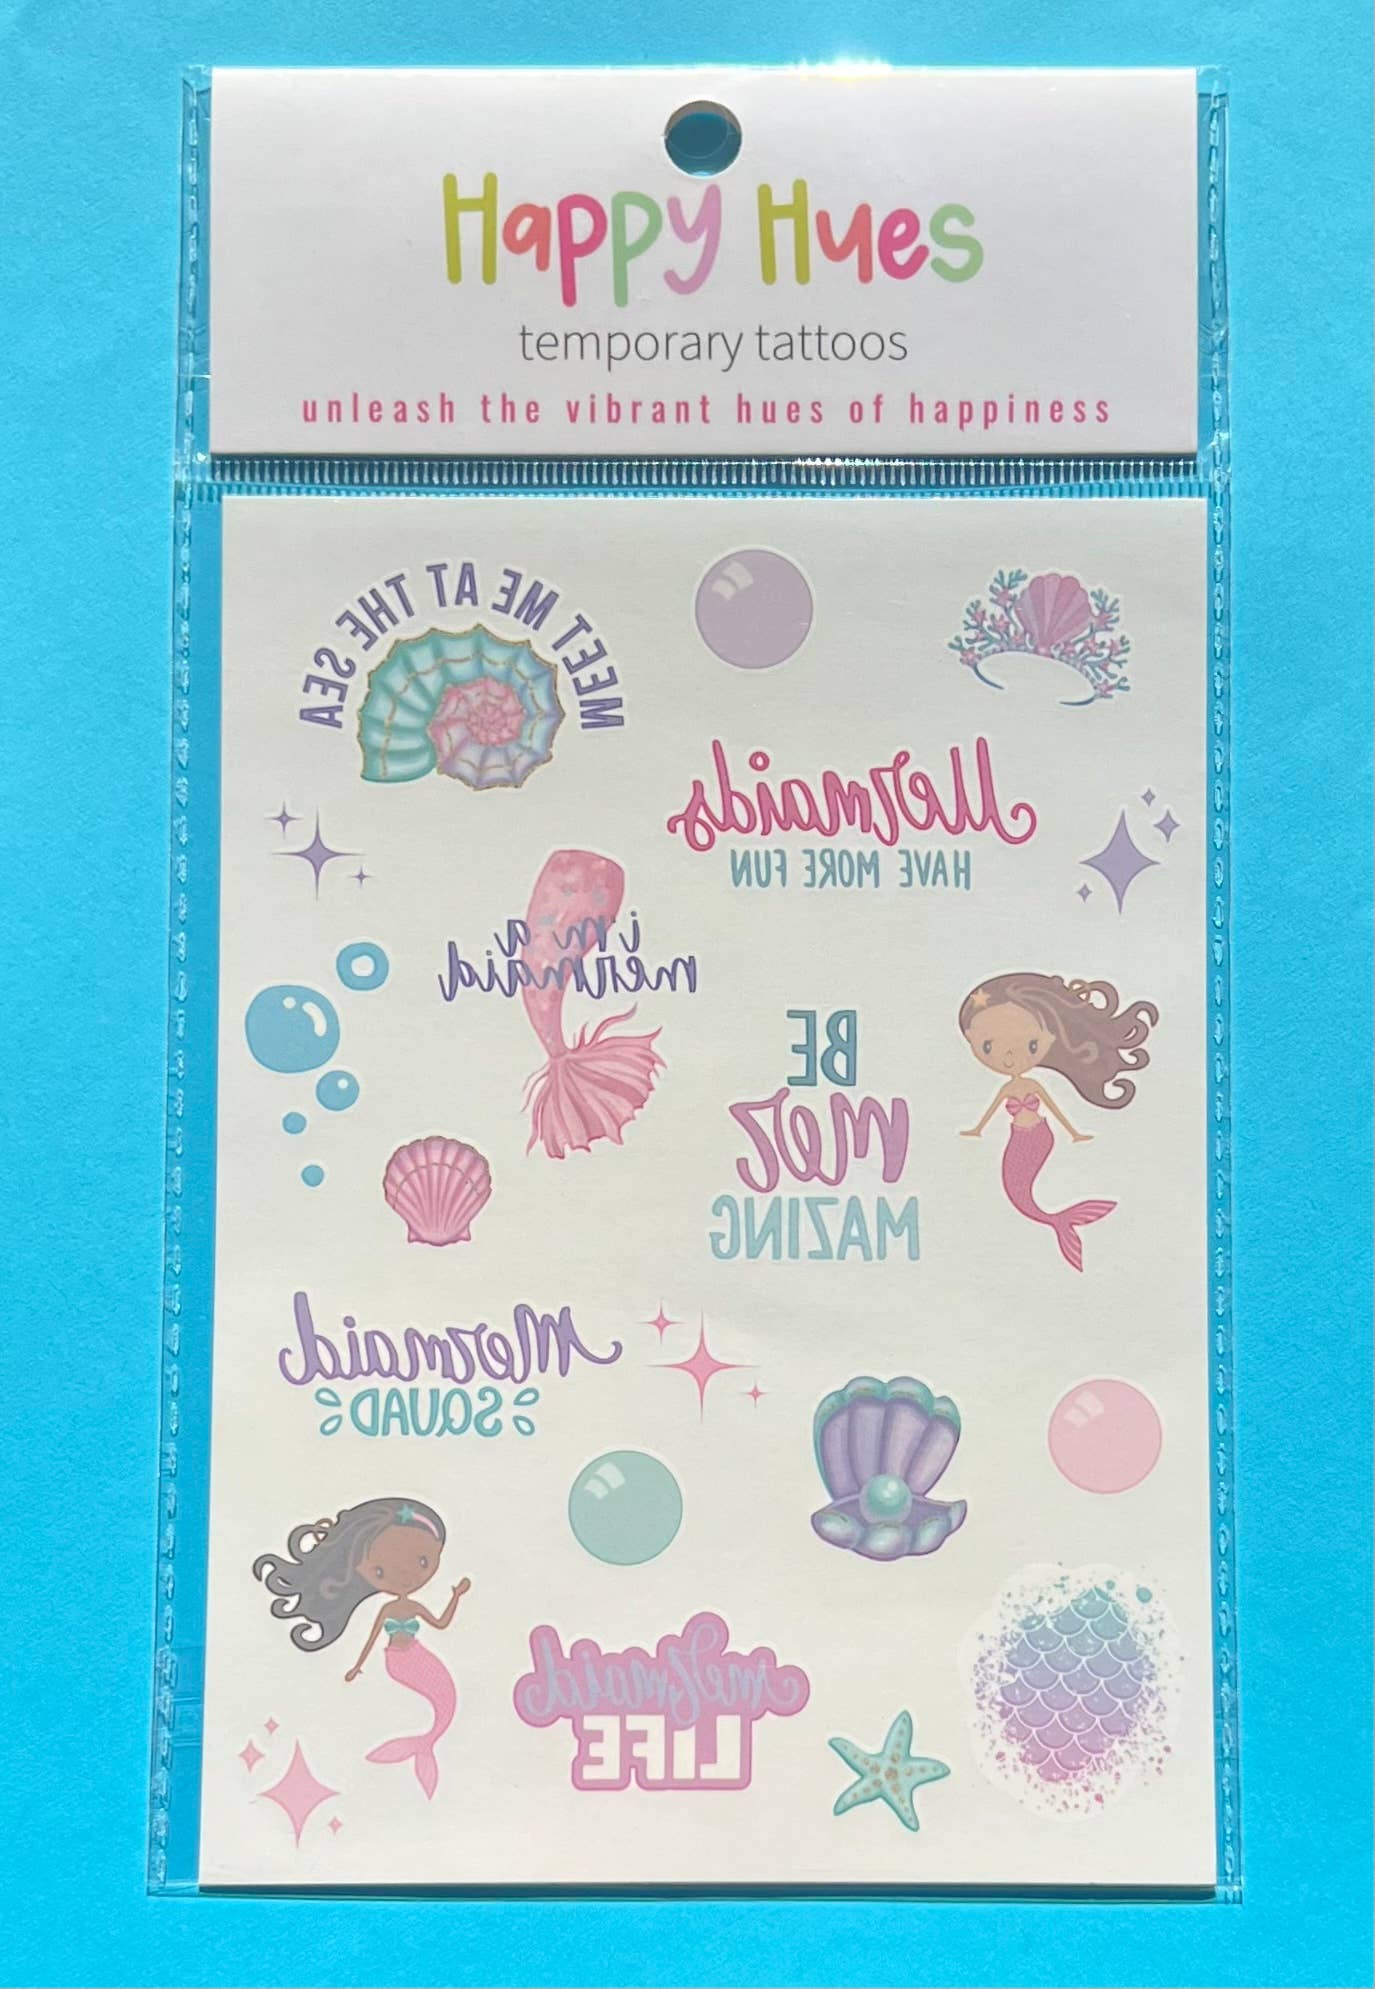 Happy Hues
temporary tattoos
unleash the vibrant hues of happiness
MEET ME AT THE SEA
Mermaids
HAVE MORE FUN
i'm a
mermaid
BE
mer
MAZING
Mermaid
SQUAD
mermaid
LIFE